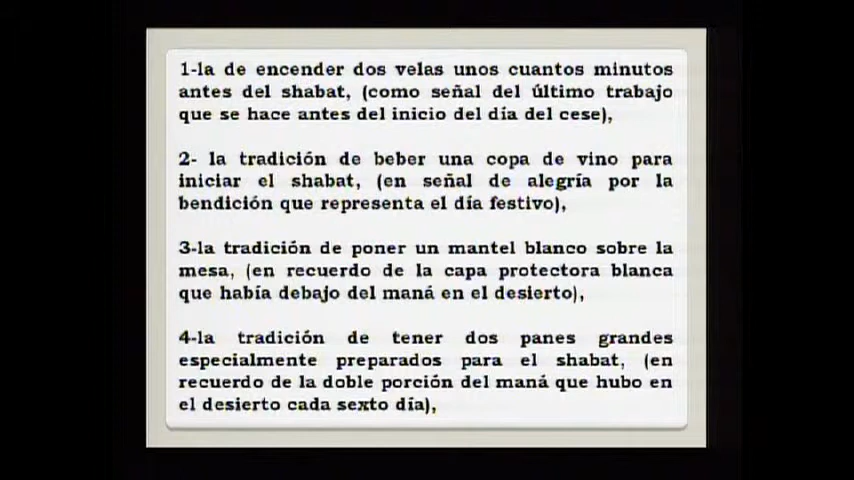 1-la de encender dos velas unos cuantos minutos
antes del shabat, (como señal del último trabajo
que se hace antes del inicio del día del cese),
2- la tradición de beber una copa de vino para
iniciar el shabat, (en señal de alegría por la
bendición que representa el día festivo),
3-la tradición de poner un mantel blanco sobre la
mesa, (en recuerdo de la capa protectora blanca
que había debajo del maná en el desierto),
4-la tradición de tener dos panes grandes
especialmente preparados para el shabat, (en
recuerdo de la doble porción del maná que hubo en
el desierto cada sexto día),